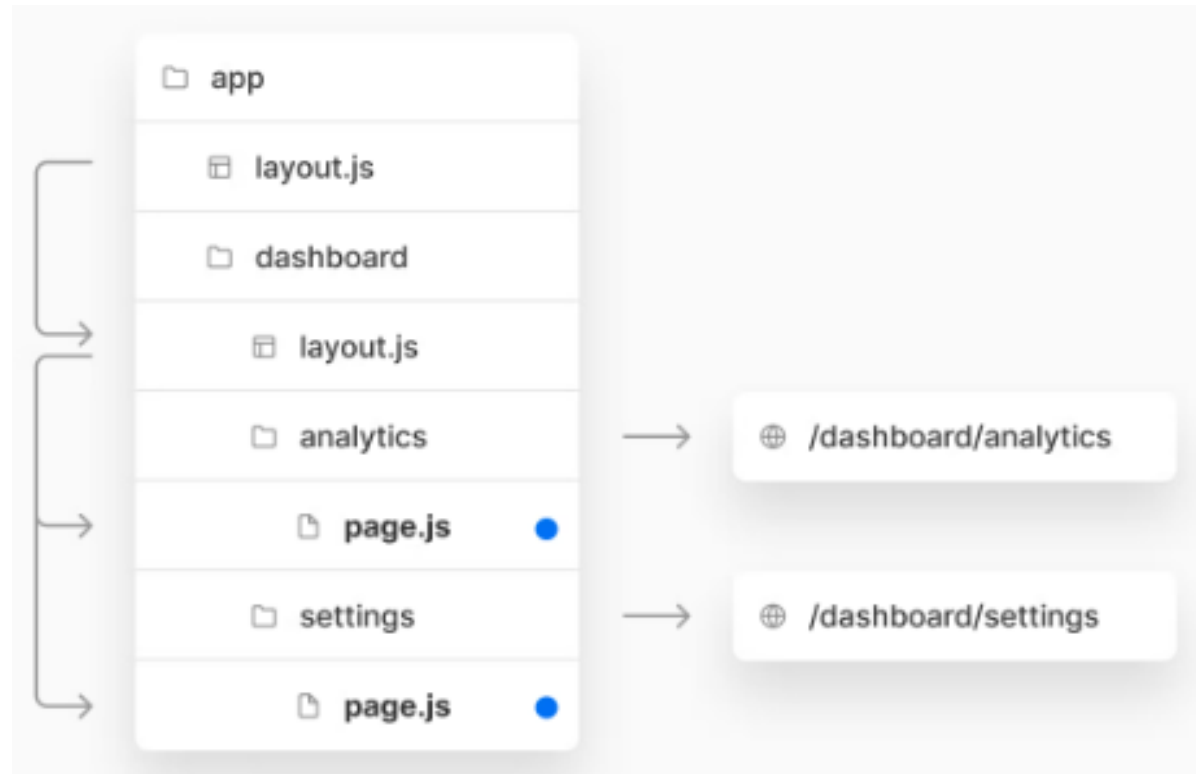 app
layout.js
dashboard
layout.js
analytics
/dashboard/analytics
page.js
settings
/dashboard/settings
page.js